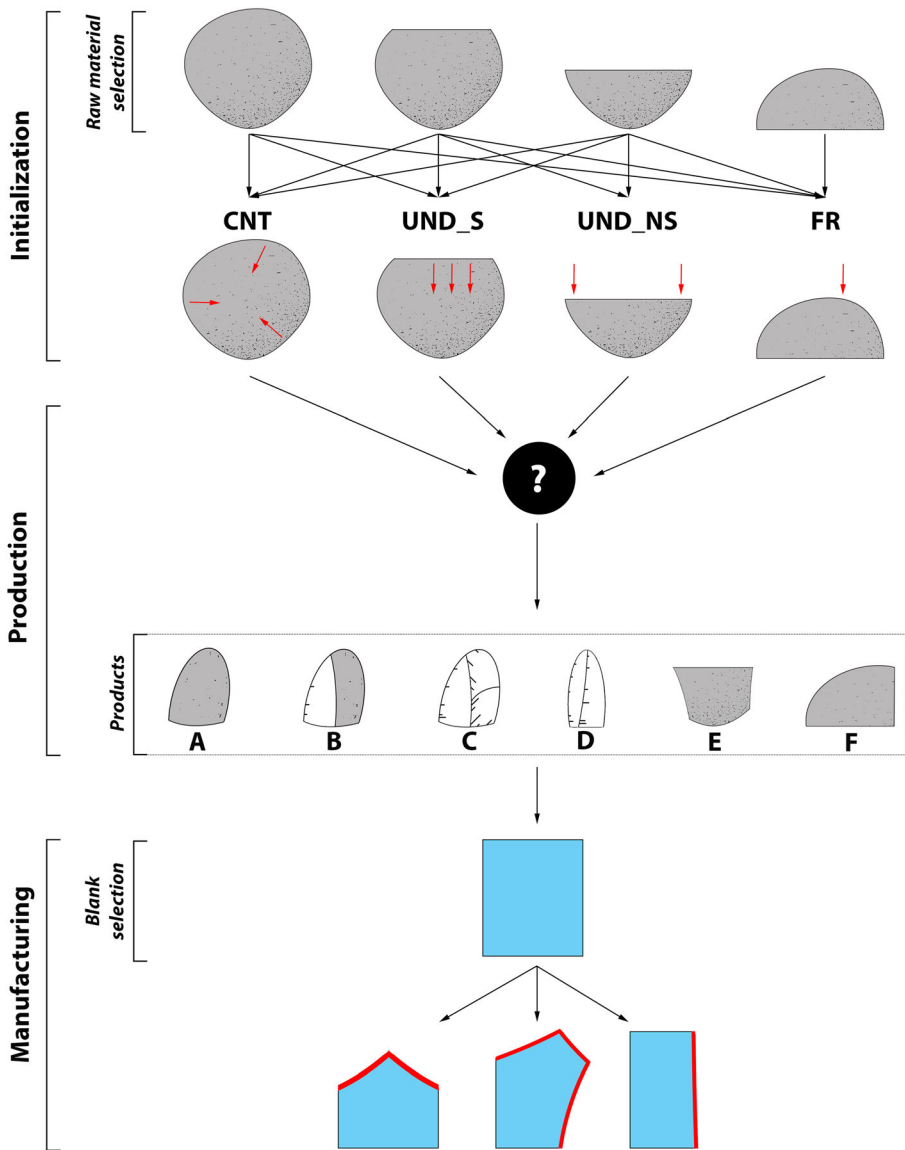 Initialization
Raw material
selection
CNT
UND_S
UND_NS
FR
Production
?
Products
A
B
C
D
E
F
Manufacturing
Blank
selection